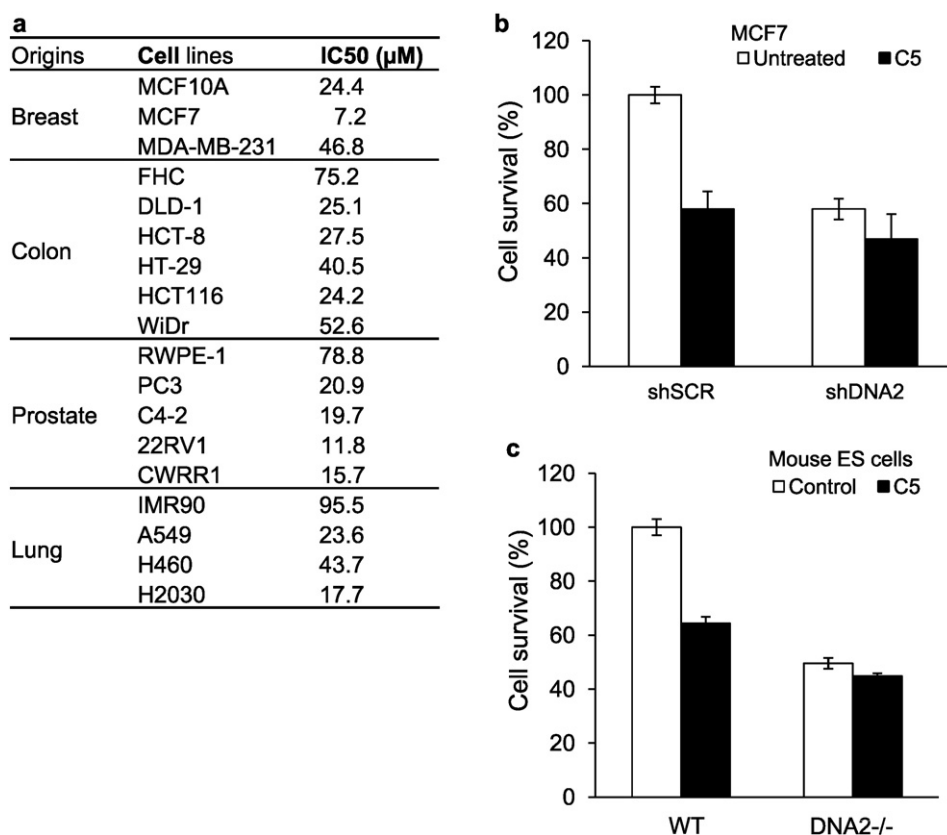 a
Origins Cell lines IC50 (µM)
Breast
MCF10A 24.4
MCF7 7.2
MDA-MB-231 46.8
Colon
FHC 75.2
DLD-1 25.1
HCT-8 27.5
HT-29 40.5
HCT116 24.2
WiDr 52.6
Prostate
RWPE-1 78.8
PC3 20.9
C4-2 19.7
22RV1 11.8
CWRR1 15.7
Lung
IMR90 95.5
A549 23.6
H460 43.7
H2030 17.7
b
MCF7
Untreated C5
Cell survival (%)
120
100
80
60
40
20
0
shSCR shDNA2
c
Mouse ES cells
Control C5
Cell survival (%)
120
100
80
60
40
20
0
WT DNA2-/-